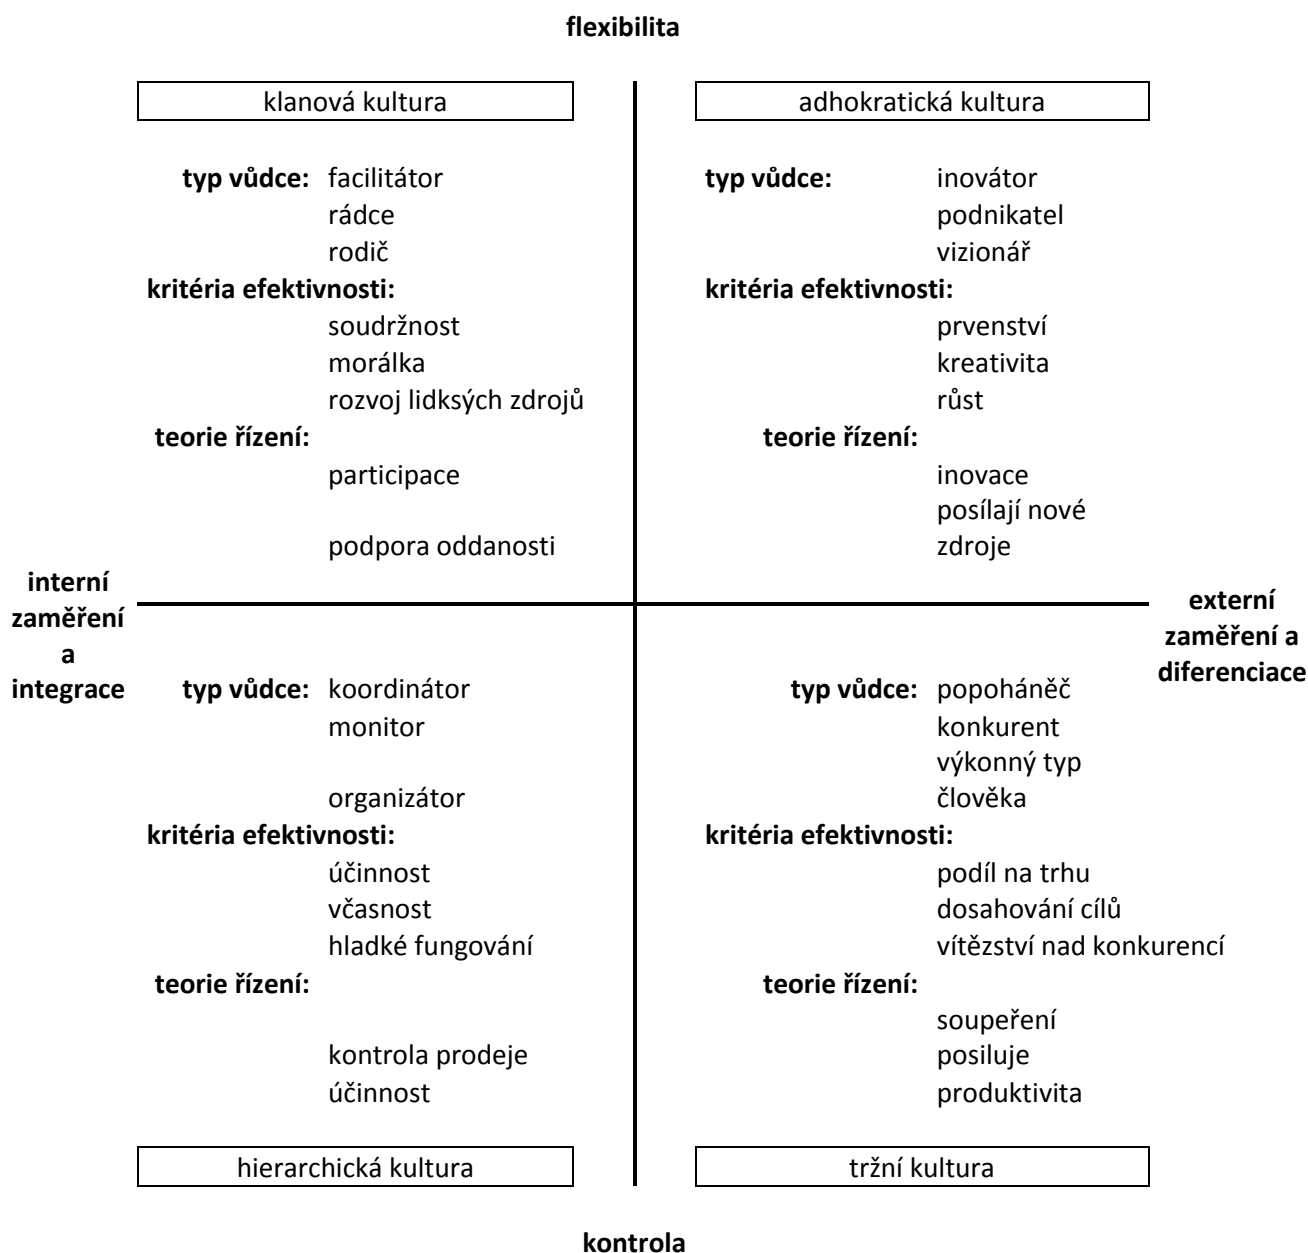 flexibilita
klanová kultura
typ vůdce: facilitátor
rádce
rodič
kritéria efektivnosti:
soudržnost
morálka
rozvoj lidksých zdrojů
teorie řízení:
participace
podpora oddanosti
adhokratická kultura
typ vůdce: inovátor
podnikatel
vizionář
kritéria efektivnosti:
prvenství
kreativita
růst
teorie řízení:
inovace
posílají nové
zdroje
interní
zaměření
a
integrace
externí
zaměření a
diferenciace
typ vůdce: koordinátor
monitor
organizátor
kritéria efektivnosti:
účinnost
včasnost
hladké fungování
teorie řízení:
kontrola prodeje
účinnost
hierarchická kultura
typ vůdce: popoháněč
konkurent
výkonný typ
člověka
kritéria efektivnosti:
podíl na trhu
dosahování cílů
vítězství nad konkurencí
teorie řízení:
soupeření
posiluje
produktivita
tržní kultura
kontrola